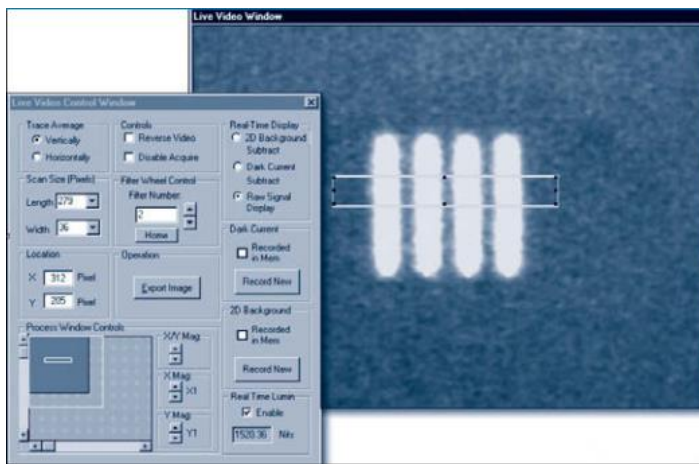 Live Video Window
Live Video Control Window
Trace Average
Vertically
Horizontally
Controls
Reverse Video
Disable Acquire
Real-Time Display
2D Background
Subtract
Dark Current
Subtract
Raw Signal
Display
Scan Size (Pixels)
Length 279
Width 36
Filter Wheel Control
Filter Number:
2
Home
Dark Current
Recorded
in Mem
Record New
Location
X 312 Pixel
Y 205 Pixel
Operation
Export Image
2D Background
Recorded
in Mem
Record New
Process Window Controls
X/Y Mag:
X Mag:
X1
Y Mag:
Y1
Real Time Lumin
Enable
1520.36 Nits